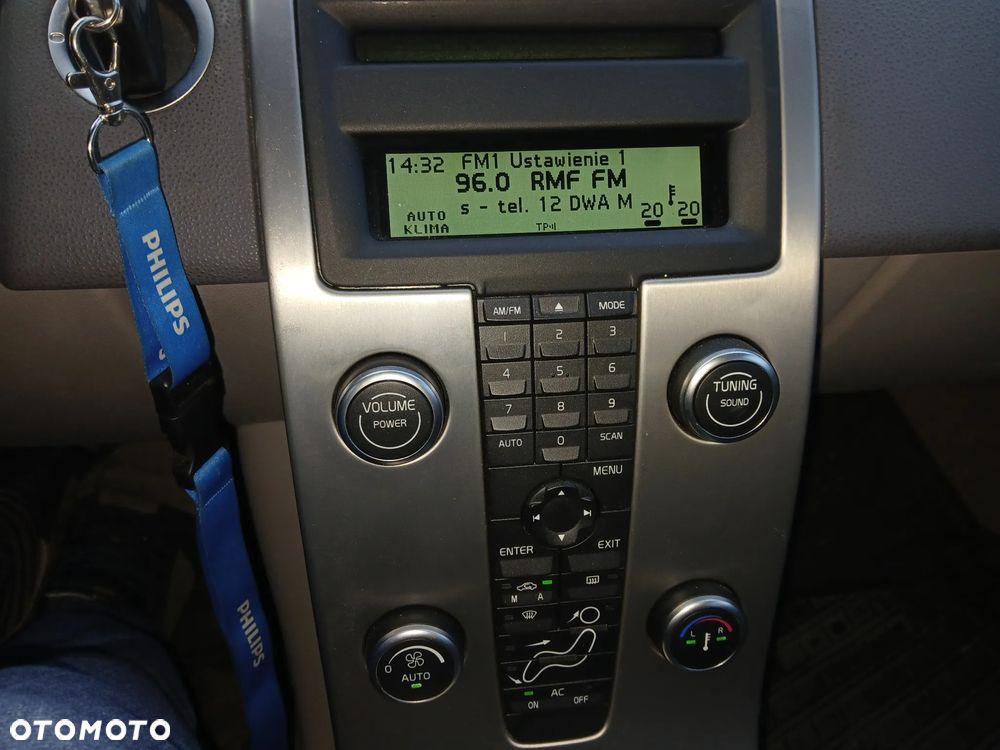 0
I
14:32 FM1 Ustawienie 1
96.0 RMF FM
s - tel. 12 DWA M
AUTO
KLIMA
TP
20 20
PHILIPS
AM/FM
MODE
1 2 3
4 5 6
7 8 9
AUTO 0 SCAN
MENU
ENTER
EXIT
VOLUME
POWER
TUNING
SOUND
M A
0
AUTO
L R
AC
ON OFF
PHILIPS
OTOMOTO